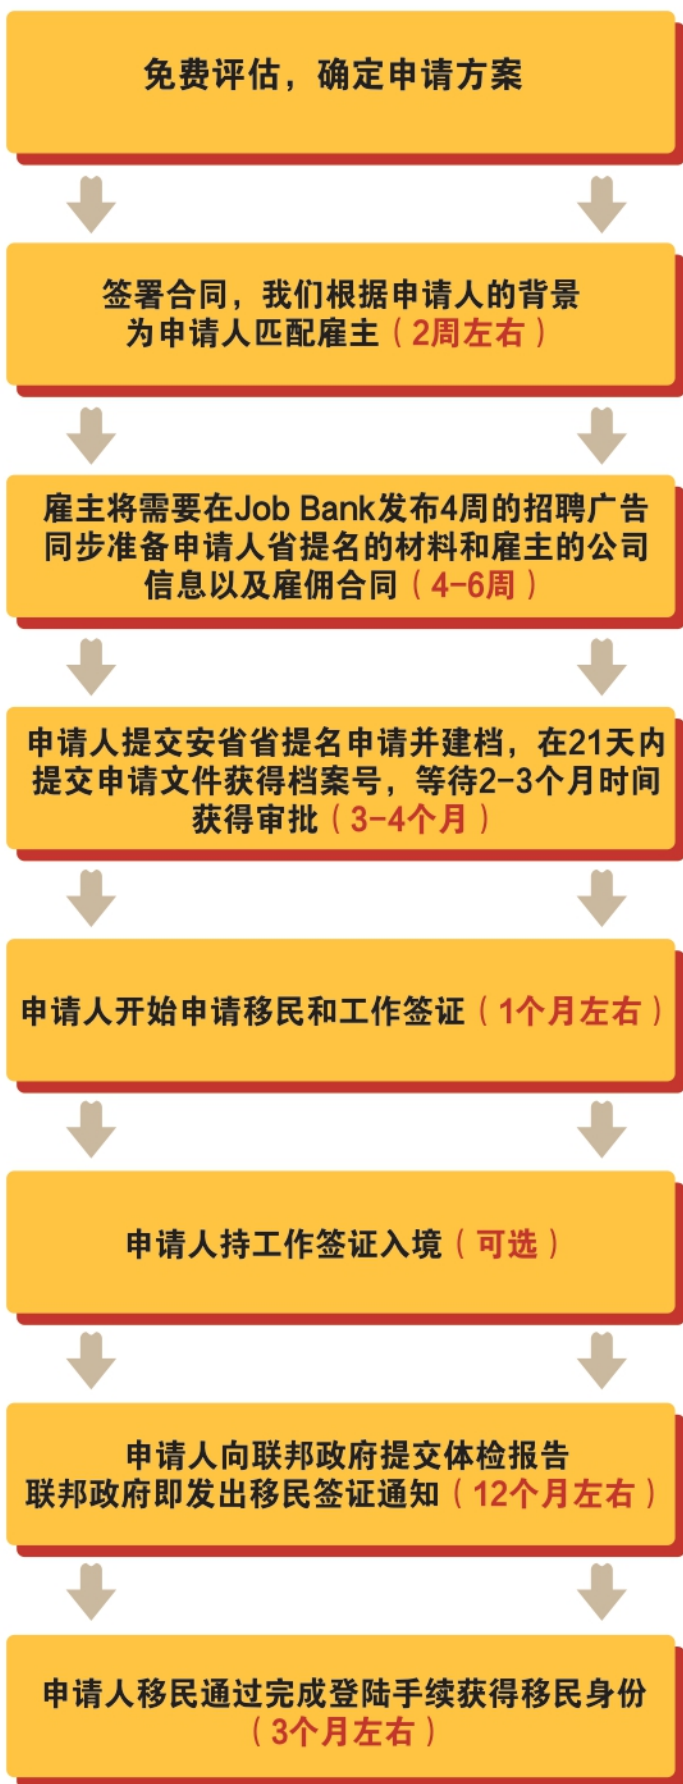 免费评估，确定申请方案
签署合同，我们根据申请人的背景
为申请人匹配雇主（2周左右）
雇主将需要在Job Bank发布4周的招聘广告
同步准备申请人省提名的材料和雇主的公司
信息以及雇佣合同（4-6周）
申请人提交安省省提名申请并建档，在21天内
提交申请文件获得档案号，等待2-3个月时间
获得审批（3-4个月）
申请人开始申请移民和工作签证（1个月左右）
申请人持工作签证入境（可选）
申请人向联邦政府提交体检报告
联邦政府即发出移民签证通知（12个月左右）
申请人移民通过完成登陆手续获得移民身份
（3个月左右）